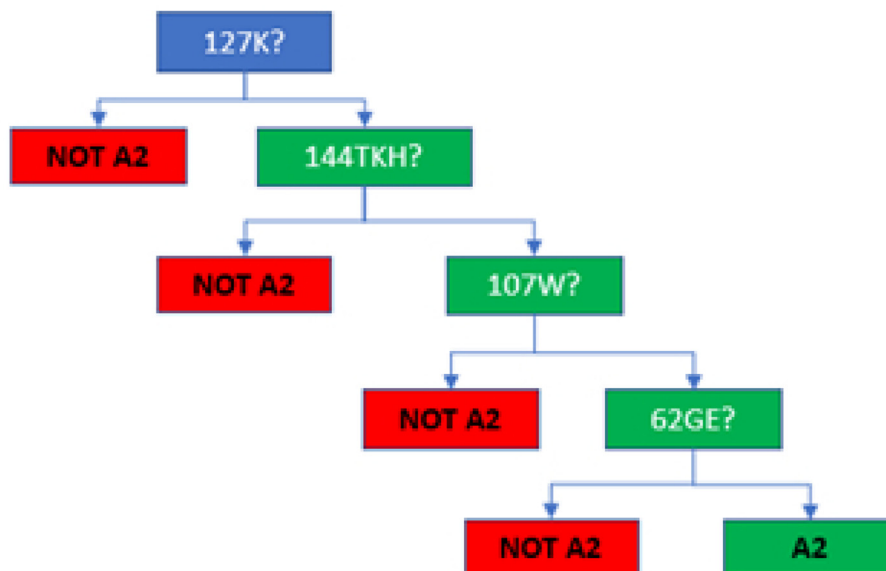 127K?
NOT A2
144TKH?
NOT A2
107W?
NOT A2
62GE?
NOT A2
A2